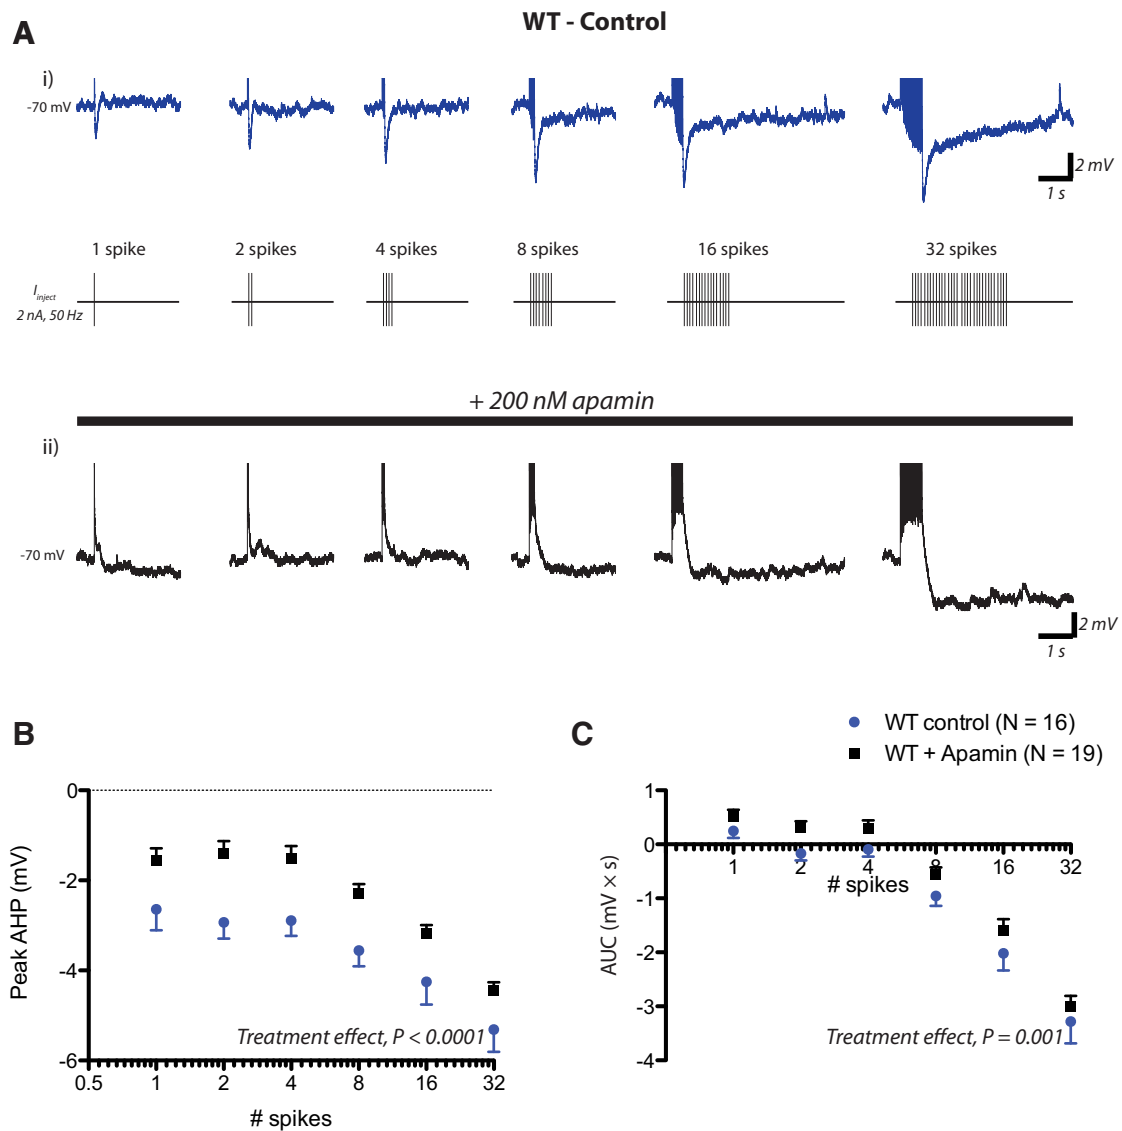 WT - Control
A
i)
-70 mV
2 mV
1 s
1 spike 2 spikes 4 spikes 8 spikes 16 spikes 32 spikes
Iinject
2 nA, 50 Hz
+ 200 nM apamin
ii)
-70 mV
2 mV
1 s
B
0
-2
-4
-6
Peak AHP (mV)
Treatment effect, P < 0.0001
0.5 1 2 4 8 16 32
# spikes
C
WT control (N = 16)
WT + Apamin (N = 19)
1
0
-1
-2
-3
-4
AUC (mV × s)
1 2 4 8 16 32
# spikes
Treatment effect, P = 0.001